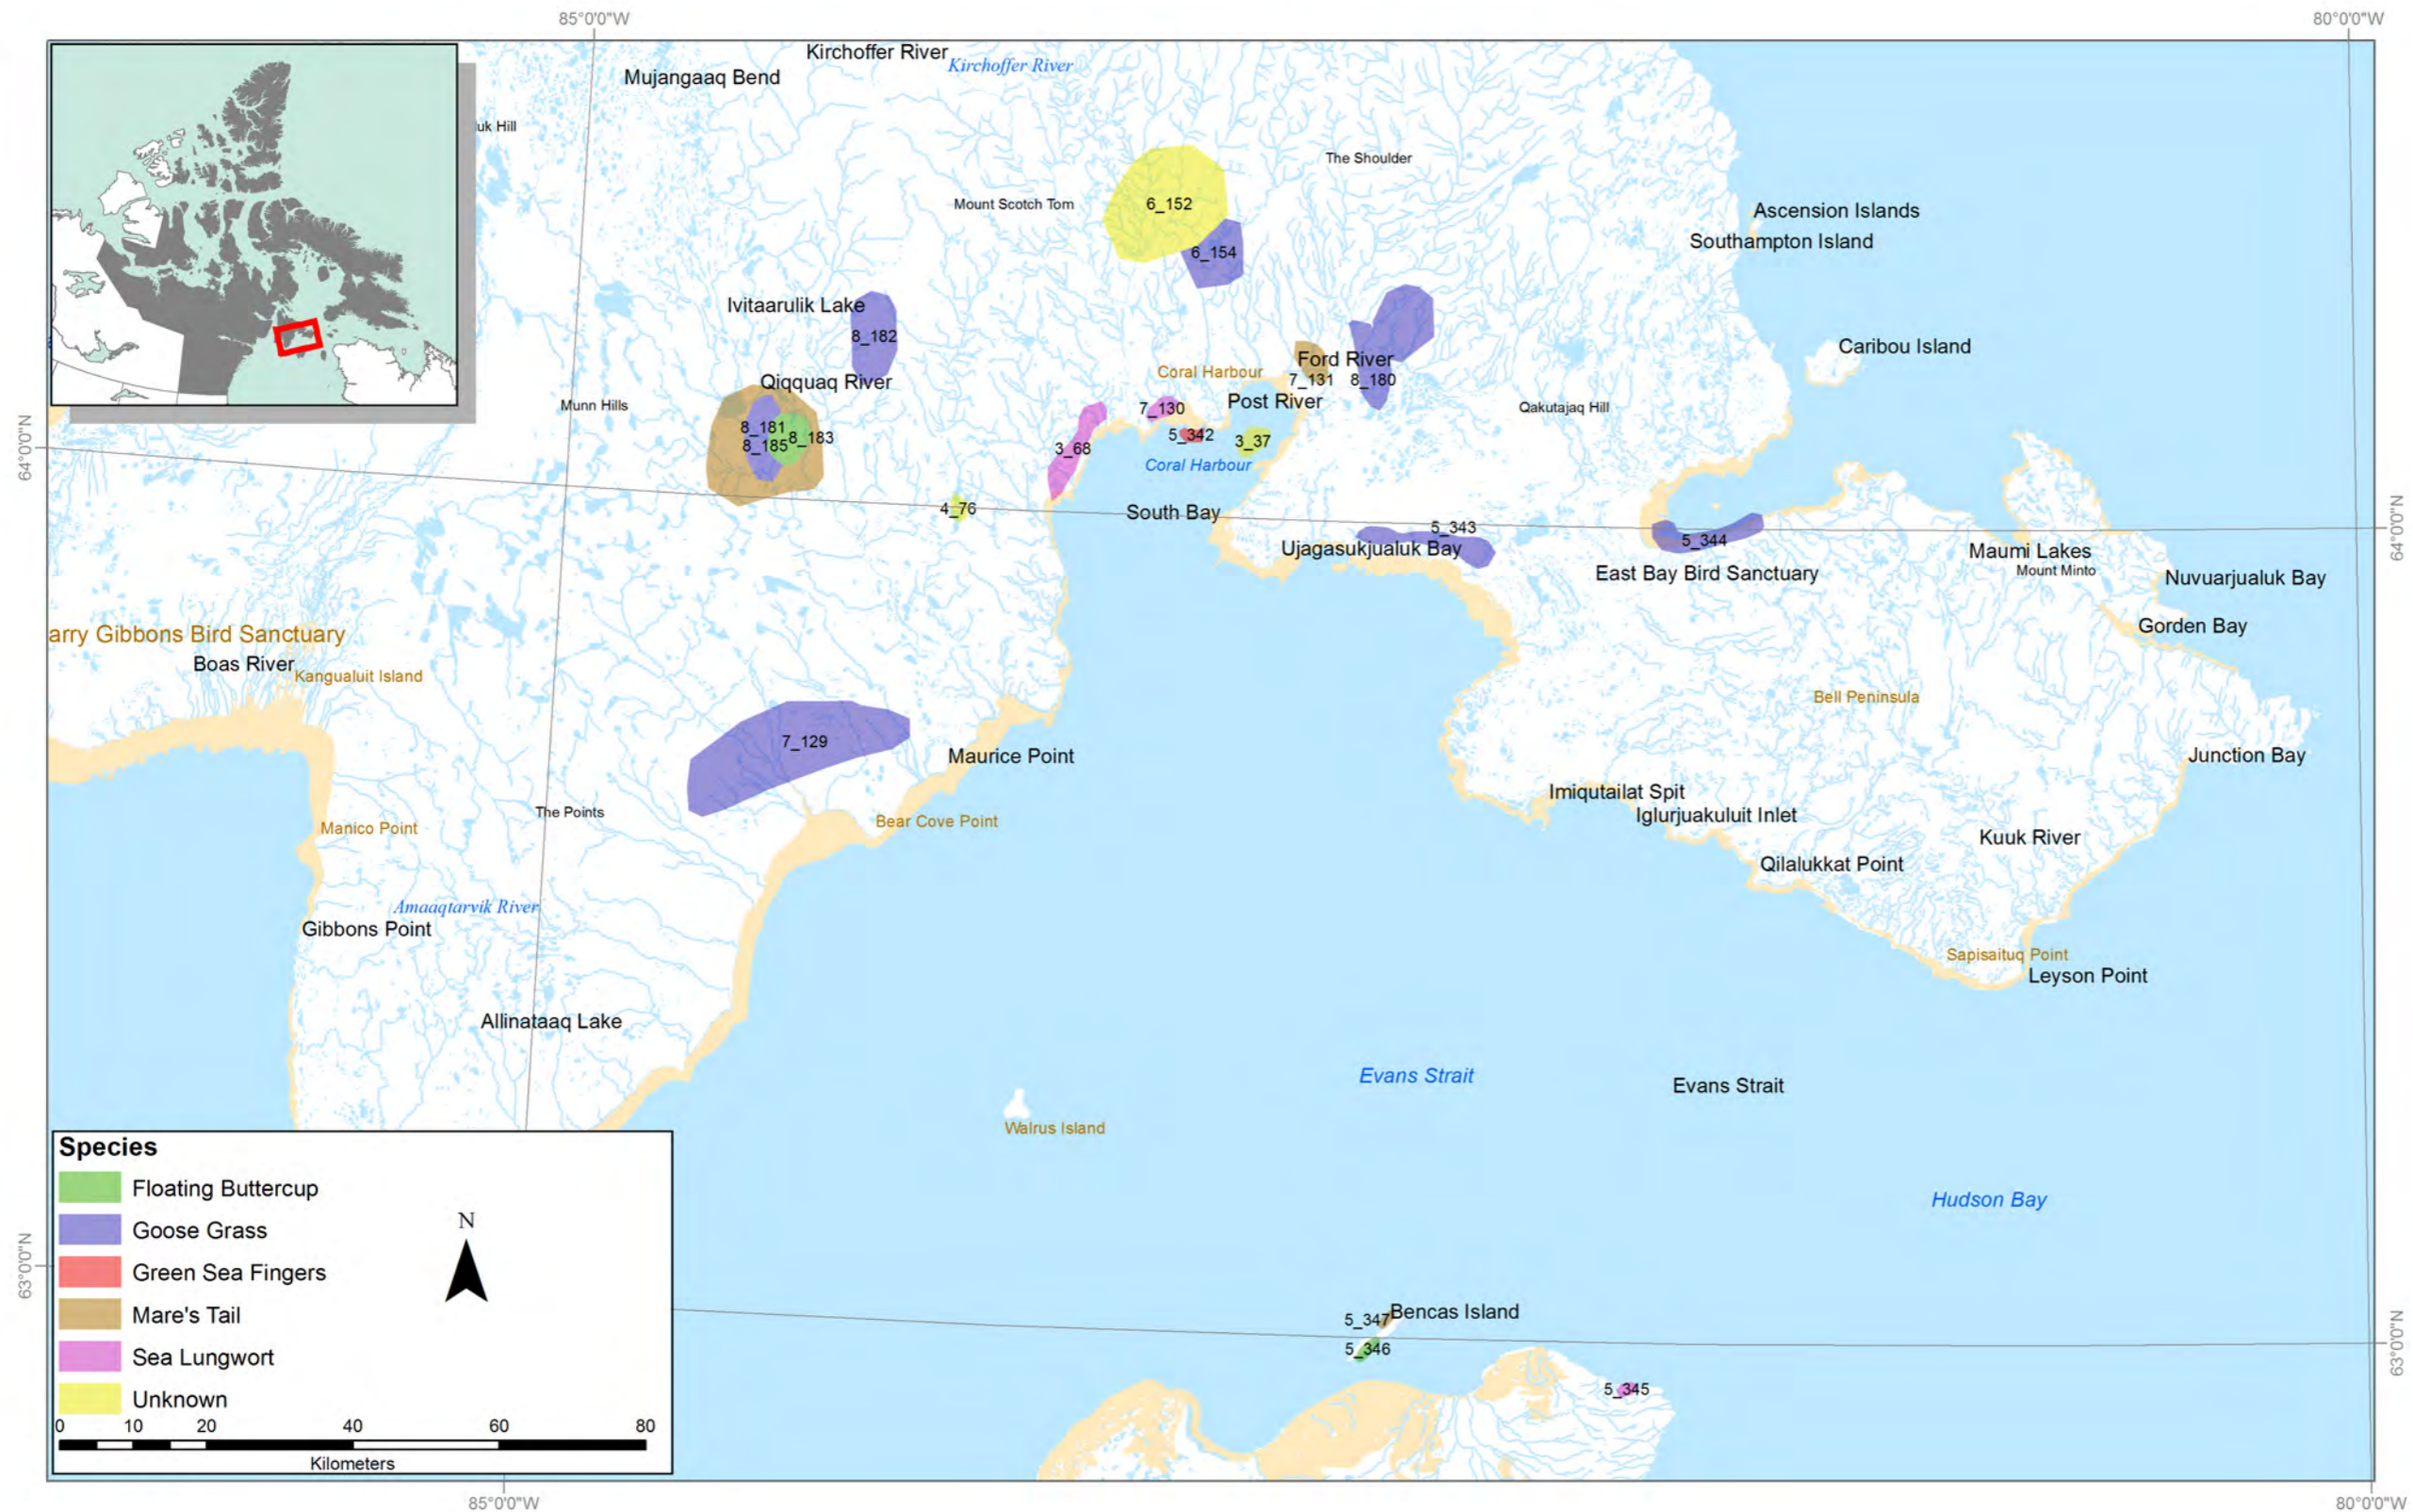 85°0'0"W
80°0'0"W
Kirchoffer River
Kirchoffer River
Mujangaaq Bend
uk Hill
The Shoulder
6_152
Mount Scotch Tom
Ascension Islands
Southampton Island
6_154
Ivitaarulik Lake
8_182
Caribou Island
Ford River
Coral Harbour
7_131
8_180
Qiqquaq River
Post River
Munn Hills
7_130
Qakutajaq Hill
8_181
8_183
8_185
5_342
3_37
3_68
64°0'0"N
Coral Harbour
4_76
South Bay
5_343
64°0'0"N
5_344
Ujagasukjualuk Bay
Maumi Lakes
Mount Minto
East Bay Bird Sanctuary
Nuvuarjualuk Bay
Gorden Bay
arry Gibbons Bird Sanctuary
Boas River
Kangualuit Island
Bell Peninsula
7_129
Maurice Point
Junction Bay
Imiqutailat Spit
The Points
Iglurjuakuluit Inlet
Bear Cove Point
Manico Point
Kuuk River
Qilalukkat Point
Amaaqtarvik River
Gibbons Point
Sapisaituq Point
Leyson Point
Allinataaq Lake
Evans Strait
Evans Strait
Walrus Island
Hudson Bay
63°0'0"N
5_347
Bencas Island
5_346
63°0'0"N
5_345
Species
Floating Buttercup
Goose Grass
Green Sea Fingers
Mare's Tail
Sea Lungwort
Unknown
N
0 10 20 40 60 80
Kilometers
85°0'0"W
80°0'0"W